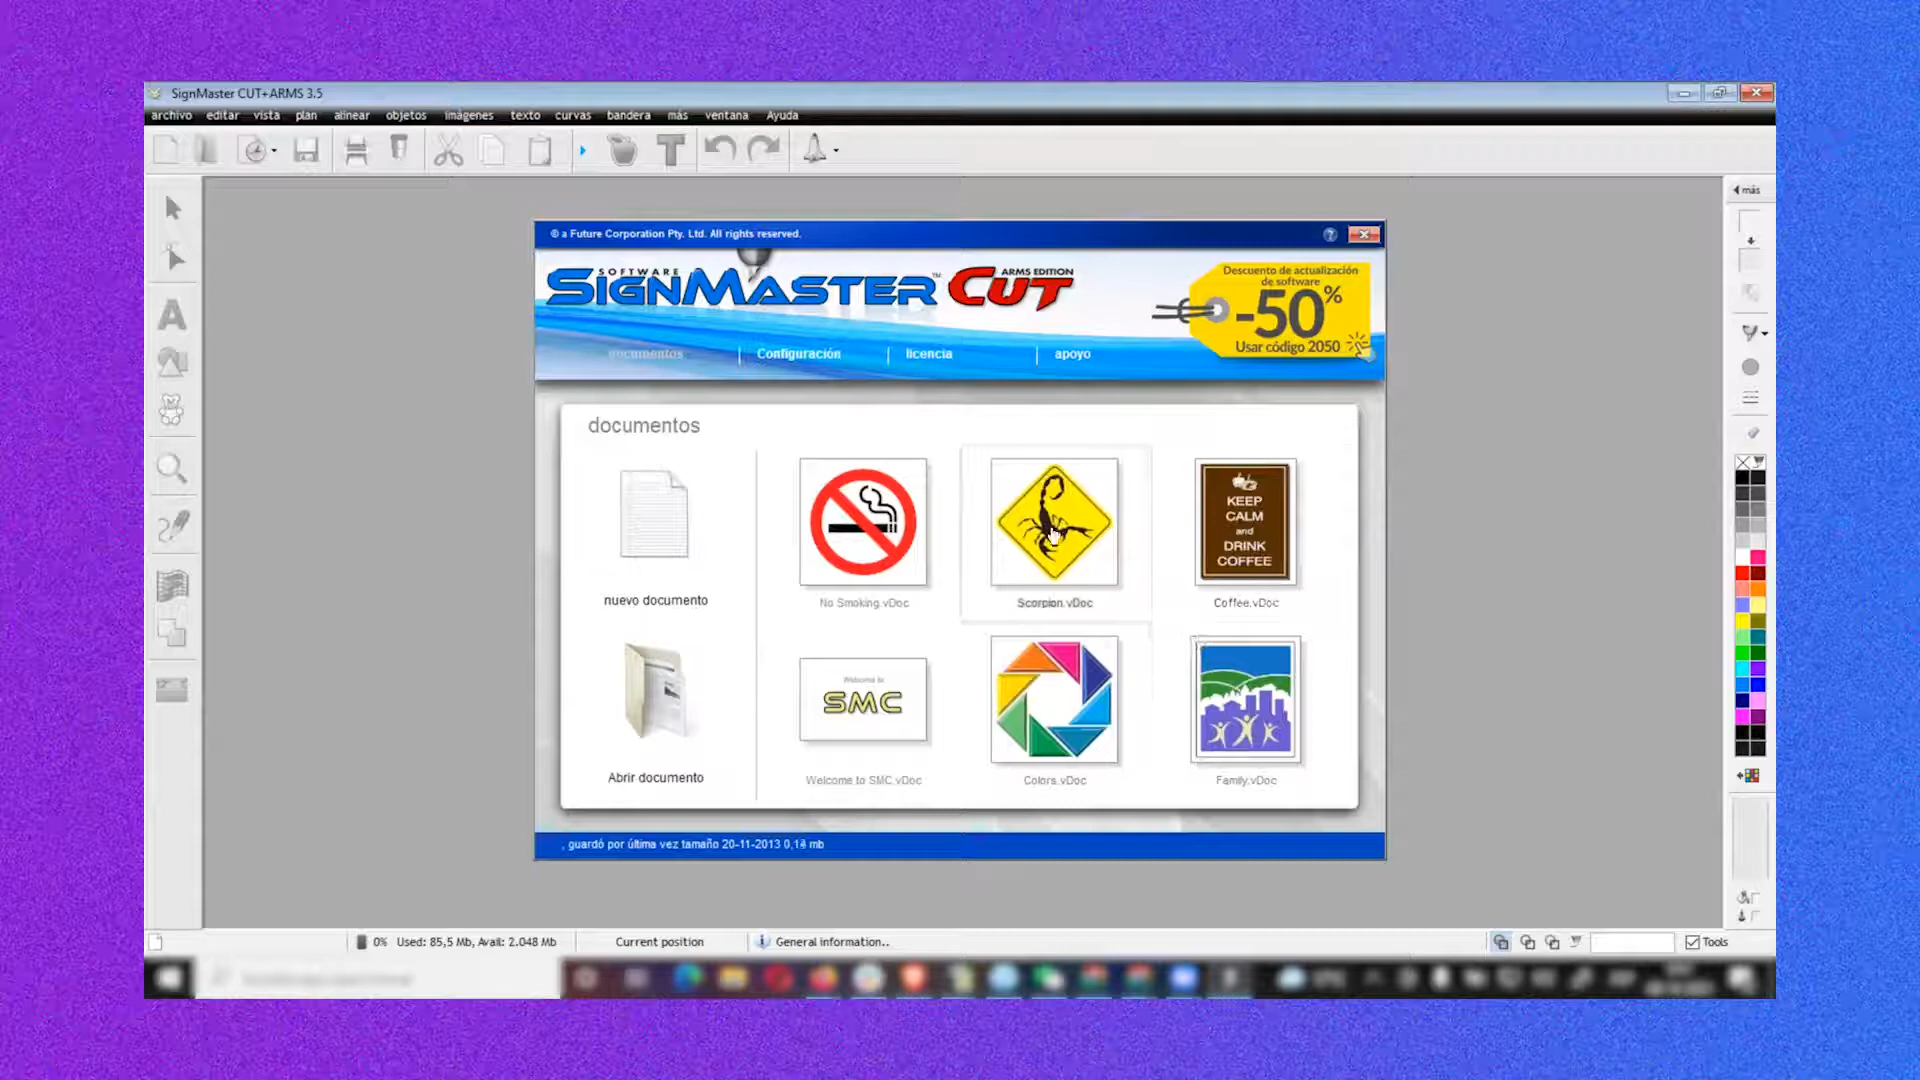 SignMaster CUT+ARMS 3.5
archivo editar vista plan alinear objetos imágenes texto curvas bandera más ventana Ayuda
más
© a Future Corporation Pty. Ltd. All rights reserved.
SOFTWARE
SIGNMASTER™ CUT
ARMS EDITION
Descuento de actualización
de software
-50%
Usar código 2050
documentos Configuración licencia apoyo
documentos
KEEP
CALM
and
DRINK
COFFEE
nuevo documento
No Smoking.vDoc
Scorpion.vDoc
Coffee.vDoc
Welcome to
SMC
Abrir documento
Welcome to SMC.vDoc
Colors.vDoc
Family.vDoc
, guardó por última vez tamaño 20-11-2013 0,14 mb
0% Used: 85,5 Mb, Avail: 2.048 Mb
Current position
General information..
Tools